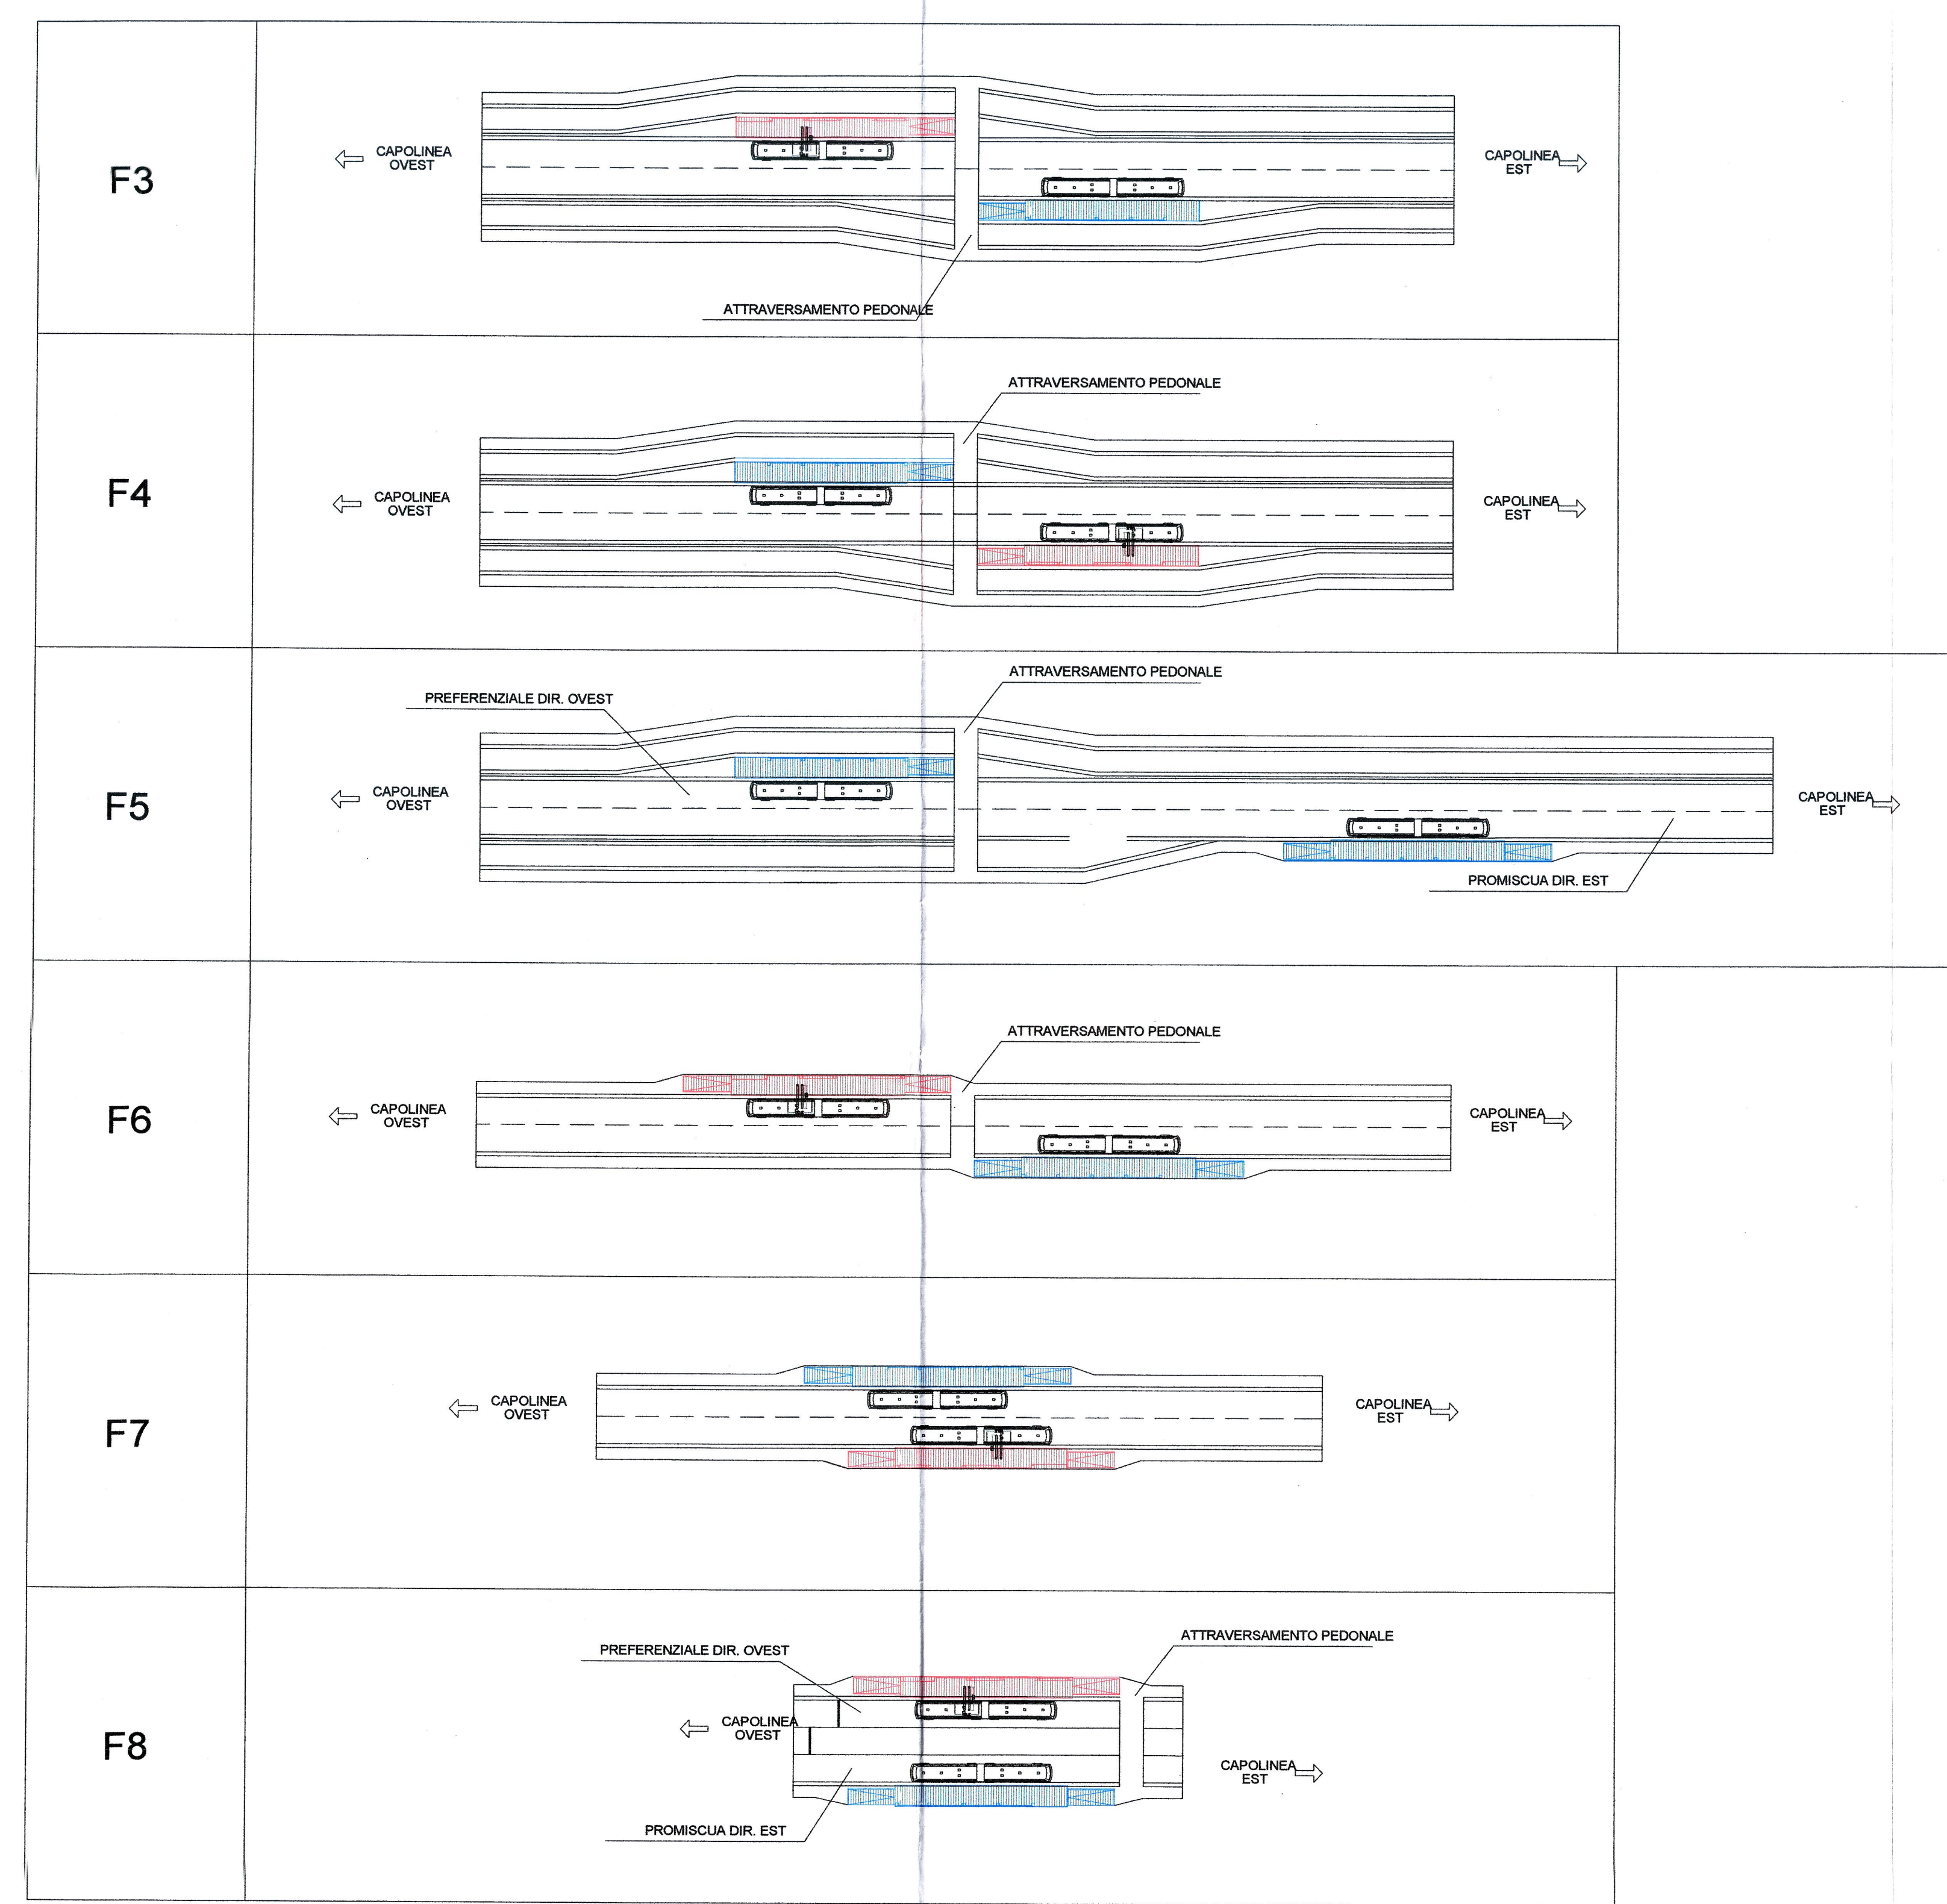 F3
CAPOLINEA
OVEST
CAPOLINEA
EST
ATTRAVERSAMENTO PEDONALE
F4
ATTRAVERSAMENTO PEDONALE
CAPOLINEA
OVEST
CAPOLINEA
EST
F5
ATTRAVERSAMENTO PEDONALE
PREFERENZIALE DIR. OVEST
CAPOLINEA
OVEST
CAPOLINEA
EST
PROMISCUA DIR. EST
F6
ATTRAVERSAMENTO PEDONALE
CAPOLINEA
OVEST
CAPOLINEA
EST
F7
CAPOLINEA
OVEST
CAPOLINEA
EST
F8
ATTRAVERSAMENTO PEDONALE
PREFERENZIALE DIR. OVEST
CAPOLINEA
OVEST
CAPOLINEA
EST
PROMISCUA DIR. EST